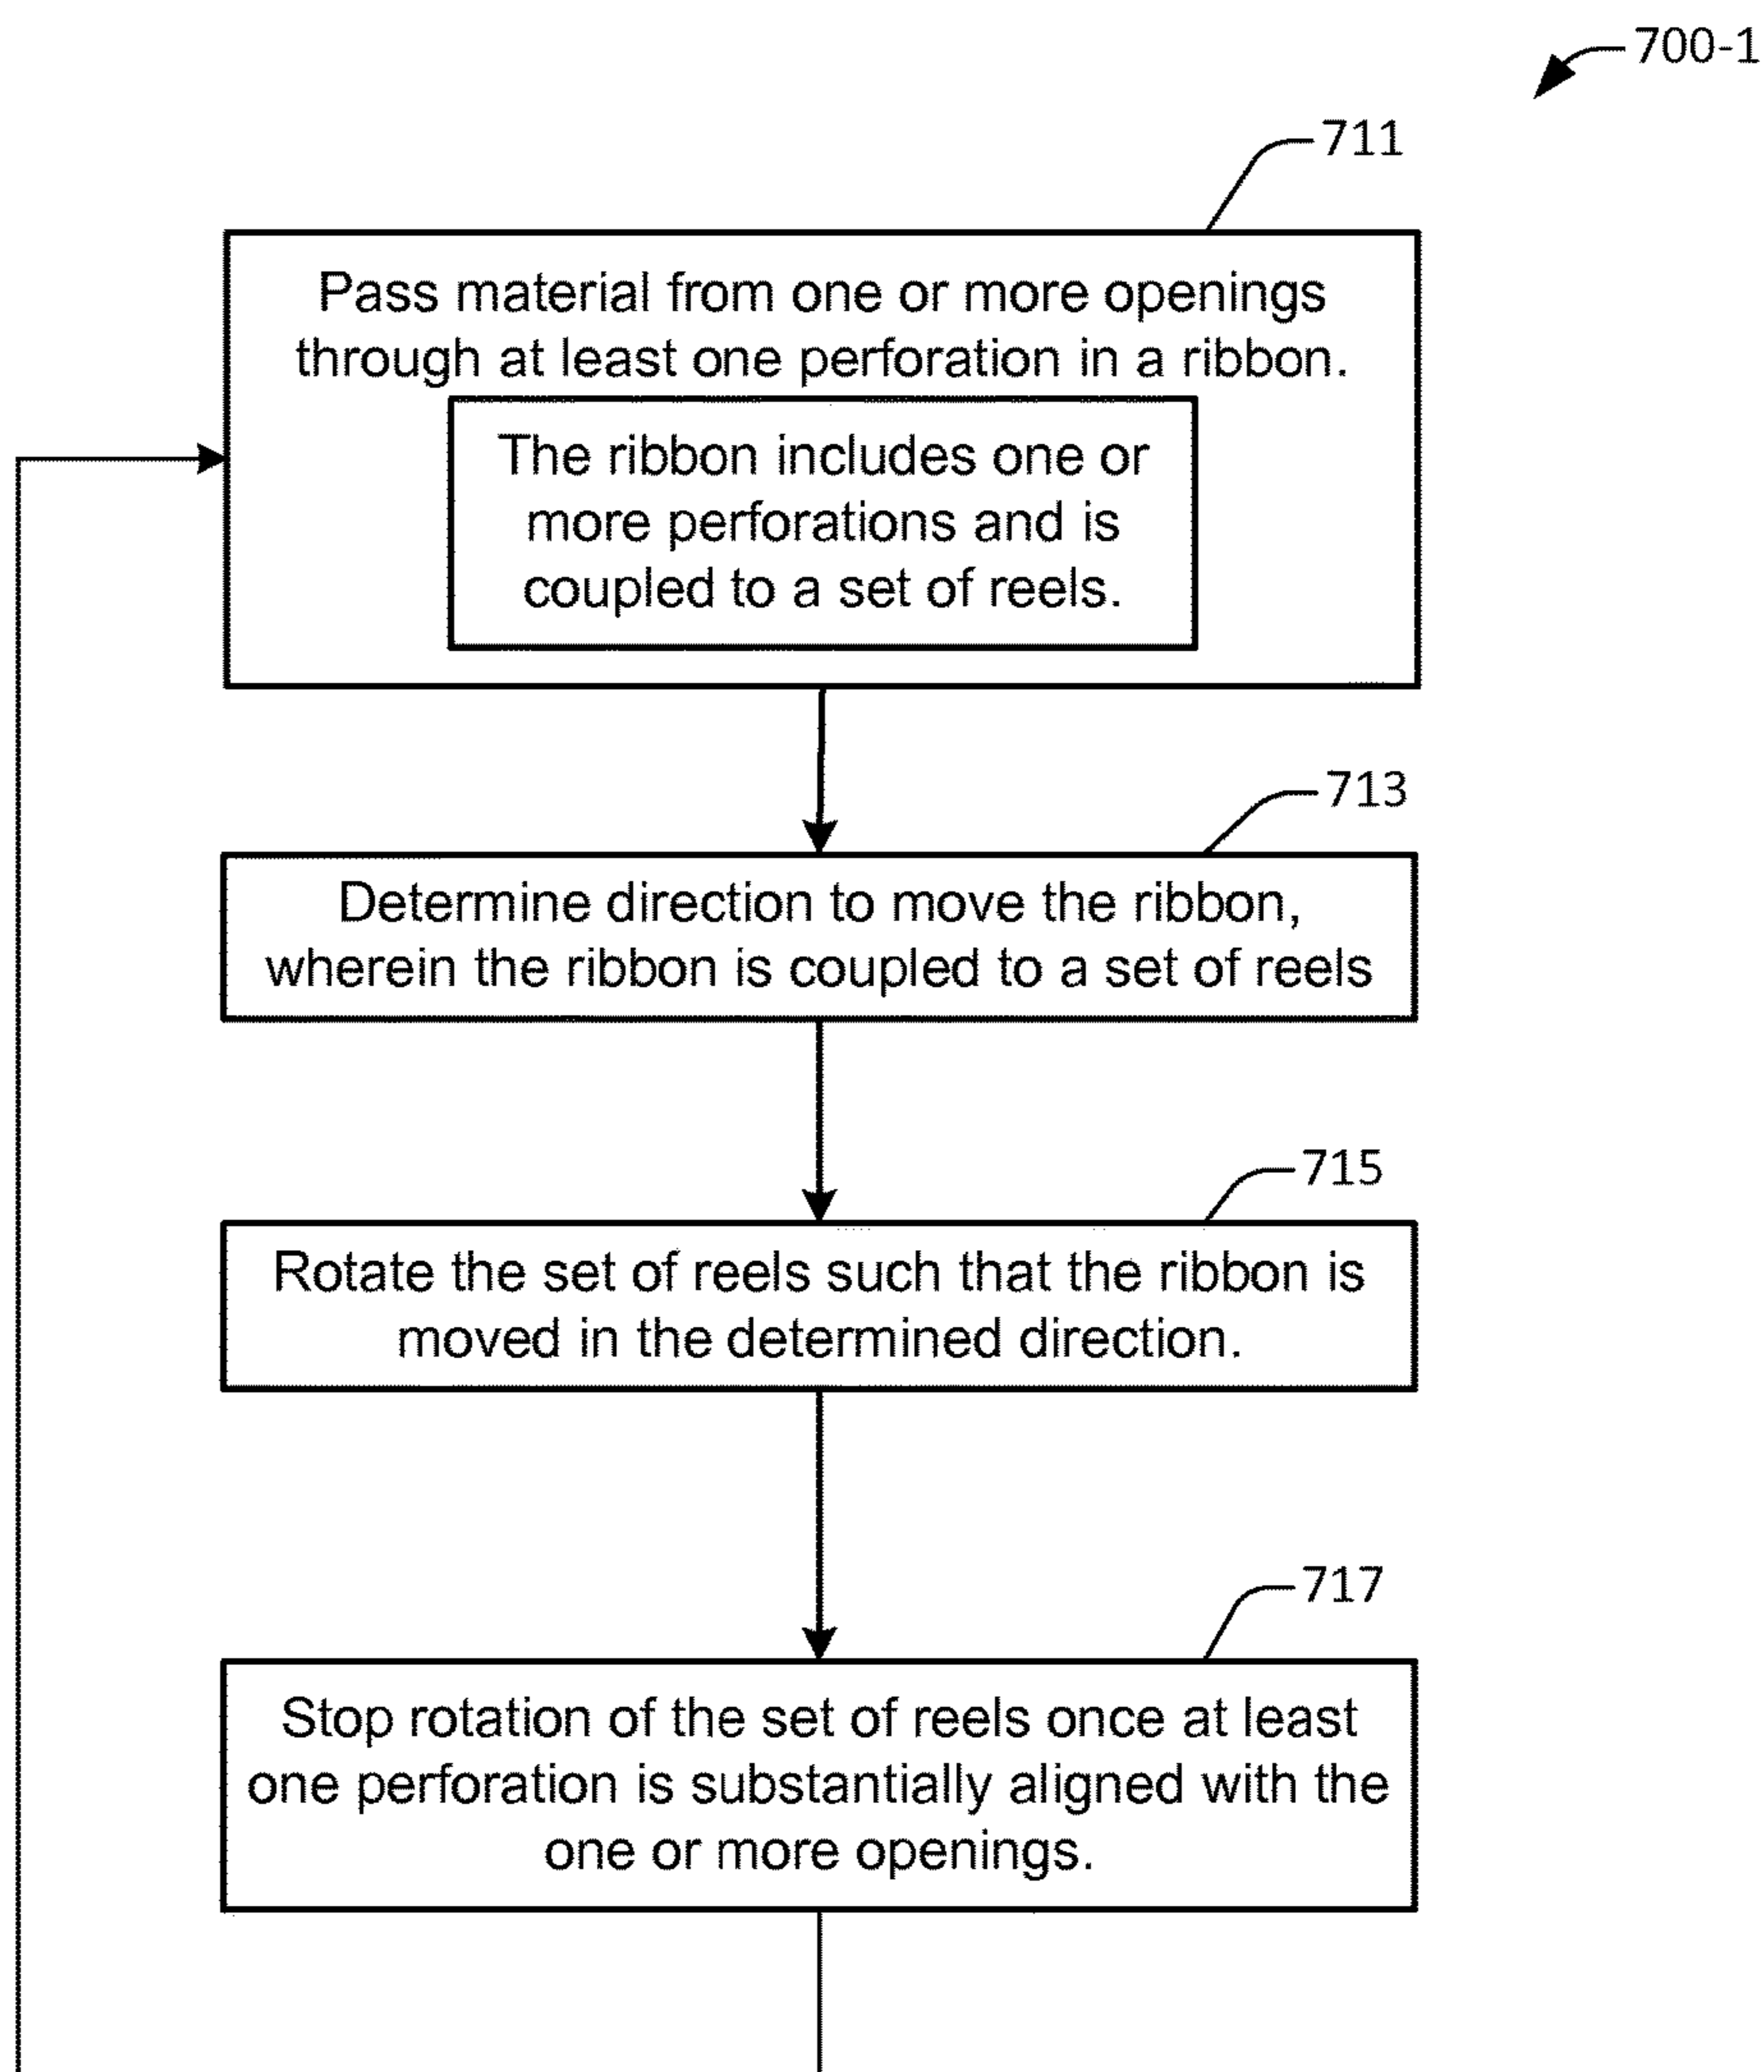 700-1
711
Pass material from one or more openings
through at least one perforation in a ribbon.
The ribbon includes one or
more perforations and is
coupled to a set of reels.
713
Determine direction to move the ribbon,
wherein the ribbon is coupled to a set of reels
715
Rotate the set of reels such that the ribbon is
moved in the determined direction.
717
Stop rotation of the set of reels once at least
one perforation is substantially aligned with the
one or more openings.